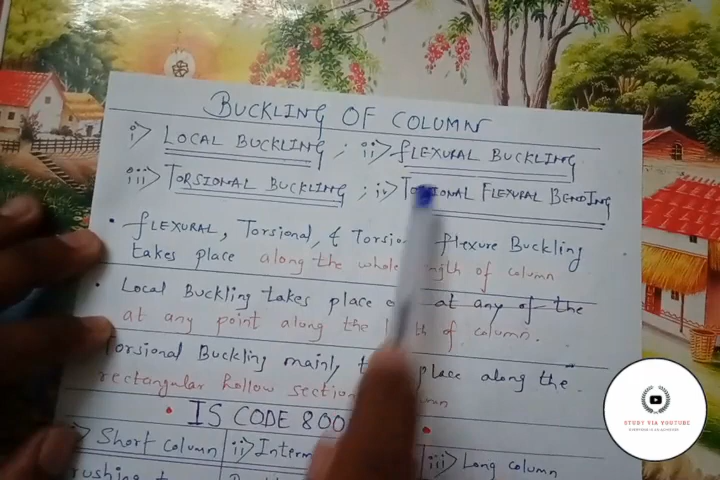 BUCKLING OF COLUMN
i> LOCAL BUCKLING ; ii> FLEXURAL BUCKLING
iii> TORSIONAL BUCKLING ; iv> TORSIONAL FLEXURAL BENDING
• FLEXURAL, Torsional, & flexure Buckling
takes place along the whole of column
• Local Buckling takes place at any of the
at any point along the of column.
Torsional Buckling mainly place along the
rectangular hollow section
• IS CODE 800
Short column ii> iii> Long column
STUDY VIA YOUTUBE